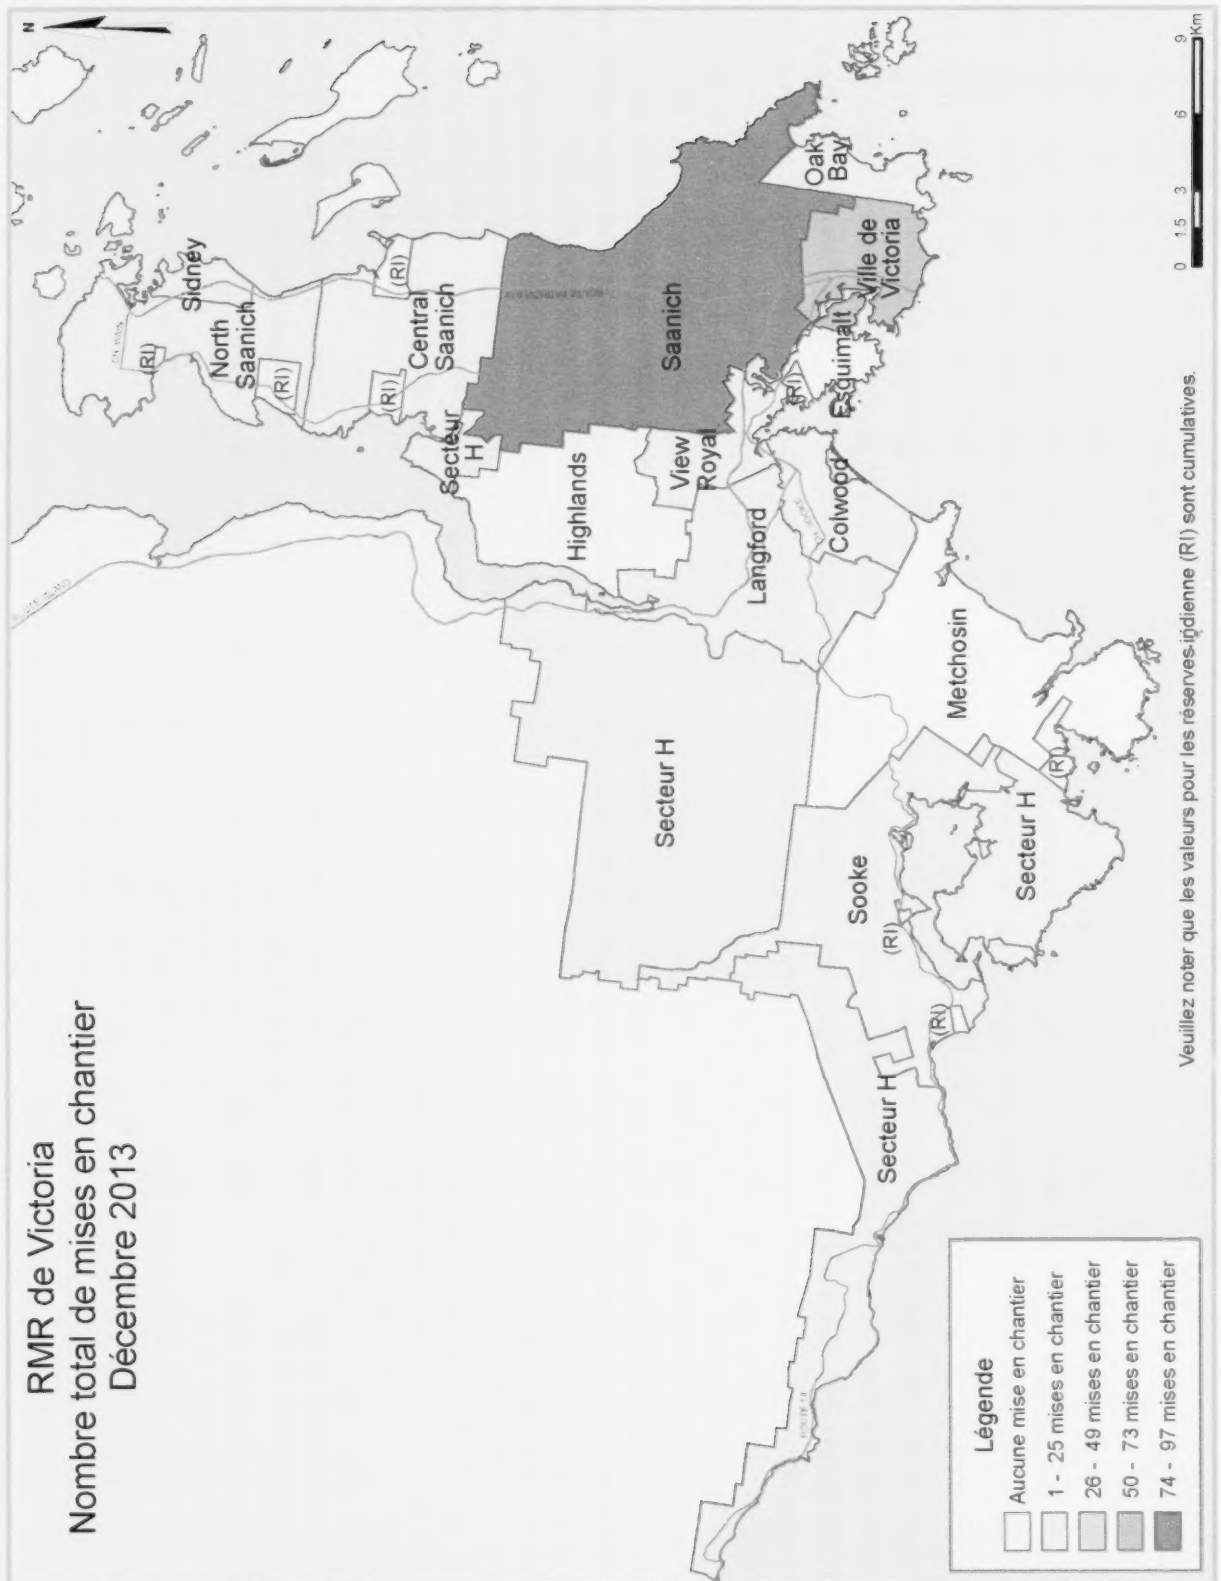 RMR de Victoria
Nombre total de mises en chantier
Décembre 2013
N
Sidney
(RI)
North
Saanich
(RI)
(RI)
Central
Saanich
(RI)
Secteur
H
Saanich
Highlands
View
Royal
Oak
Bay
Ville de
Victoria
Esquimalt
(RI)
Langford
Colwood
Metchosin
(RI)
Secteur H
Sooke
(RI)
Secteur H
(RI)
Secteur H
ROUTE 14
Légende
Aucune mise en chantier
1 - 25 mises en chantier
26 - 49 mises en chantier
50 - 73 mises en chantier
74 - 97 mises en chantier
0 1.5 3 6 9
Km
Veuillez noter que les valeurs pour les réserves indienne (RI) sont cumulatives.